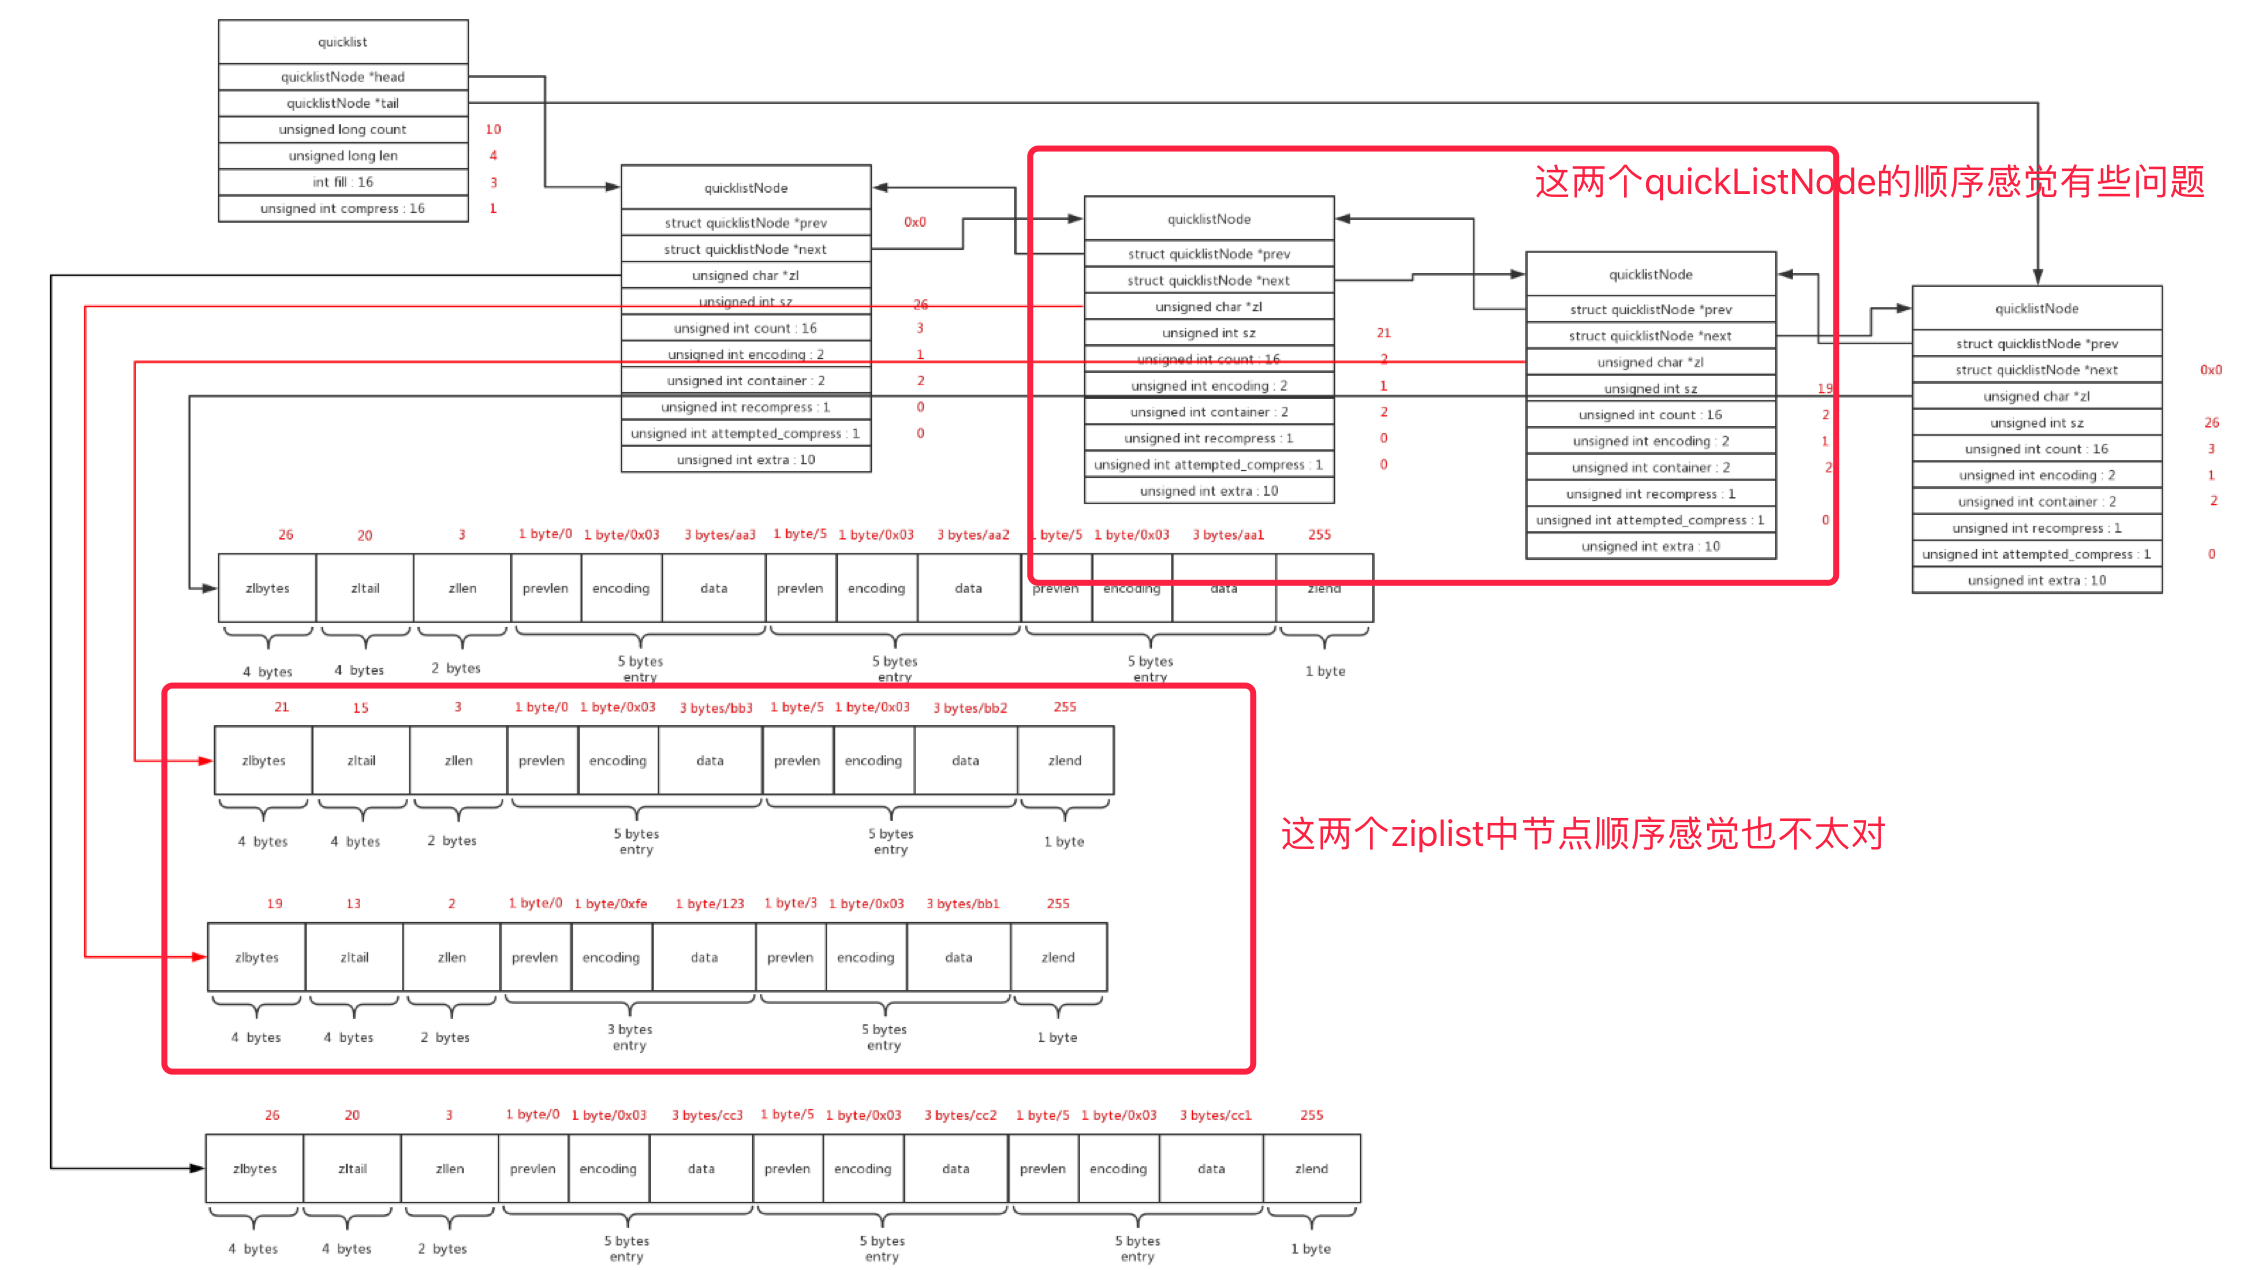 quicklist
quicklistNode *head
quicklistNode *tail
unsigned long count 10
unsigned long len 4
int fill : 16 3
unsigned int compress : 16 1
quicklistNode
struct quicklistNode *prev 0x0
struct quicklistNode *next
unsigned char *zl
unsigned int sz 26
unsigned int count : 16 3
unsigned int encoding : 2 1
unsigned int container : 2 2
unsigned int recompress : 1 0
unsigned int attempted_compress : 1 0
unsigned int extra : 10
这两个quickListNode的顺序感觉有些问题
quicklistNode
struct quicklistNode *prev
struct quicklistNode *next
unsigned char *zl
unsigned int sz 21
unsigned int count : 16 2
unsigned int encoding : 2 1
unsigned int container : 2 2
unsigned int recompress : 1 0
unsigned int attempted_compress : 1 0
unsigned int extra : 10
quicklistNode
struct quicklistNode *prev
struct quicklistNode *next
unsigned char *zl
unsigned int sz 19
unsigned int count : 16 2
unsigned int encoding : 2 1
unsigned int container : 2 2
unsigned int recompress : 1
unsigned int attempted_compress : 1 0
unsigned int extra : 10
quicklistNode
struct quicklistNode *prev
struct quicklistNode *next 0x0
unsigned char *zl
unsigned int sz 26
unsigned int count : 16 3
unsigned int encoding : 2 1
unsigned int container : 2 2
unsigned int recompress : 1
unsigned int attempted_compress : 1 0
unsigned int extra : 10
26 20 3 1 byte/0 1 byte/0x03 3 bytes/aa3 1 byte/5 1 byte/0x03 3 bytes/aa2 1 byte/5 1 byte/0x03 3 bytes/aa1 255
zlbytes zltail zllen prevlen encoding data prevlen encoding data prevlen encoding data zlend
4 bytes 4 bytes 2 bytes 5 bytes 5 bytes 5 bytes 1 byte
entry entry entry
21 15 3 1 byte/0 1 byte/0x03 3 bytes/bb3 1 byte/5 1 byte/0x03 3 bytes/bb2 255
zlbytes zltail zllen prevlen encoding data prevlen encoding data zlend
4 bytes 4 bytes 2 bytes 5 bytes 5 bytes 1 byte
entry entry
这两个ziplist中节点顺序感觉也不太对
19 13 2 1 byte/0 1 byte/0xfe 1 byte/123 1 byte/3 1 byte/0x03 3 bytes/bb1 255
zlbytes zltail zllen prevlen encoding data prevlen encoding data zlend
4 bytes 4 bytes 2 bytes 3 bytes 5 bytes 1 byte
entry entry
26 20 3 1 byte/0 1 byte/0x03 3 bytes/cc3 1 byte/5 1 byte/0x03 3 bytes/cc2 1 byte/5 1 byte/0x03 3 bytes/cc1 255
zlbytes zltail zllen prevlen encoding data prevlen encoding data prevlen encoding data zlend
4 bytes 4 bytes 2 bytes 5 bytes 5 bytes 5 bytes 1 byte
entry entry entry